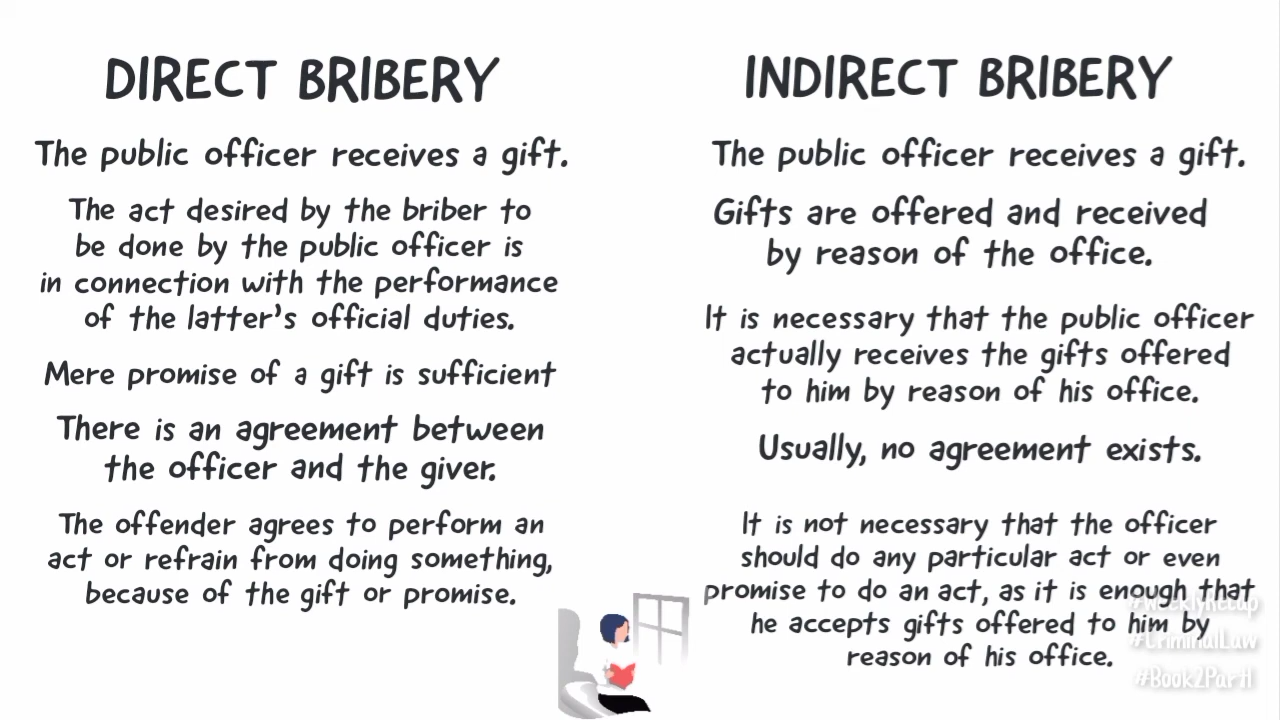 DIRECT BRIBERY
The public officer receives a gift.
The act desired by the briber to
be done by the public officer is
in connection with the performance
of the latter's official duties.
Mere promise of a gift is sufficient
There is an agreement between
the officer and the giver.
The offender agrees to perform an
act or refrain from doing something,
because of the gift or promise.
INDIRECT BRIBERY
The public officer receives a gift.
Gifts are offered and received
by reason of the office.
It is necessary that the public officer
actually receives the gifts offered
to him by reason of his office.
Usually, no agreement exists.
It is not necessary that the officer
should do any particular act or even
promise to do an act, as it is enough that
he accepts gifts offered to him by
reason of his office.
#WeeklyRecap
#CriminalLaw
#Book2PartI